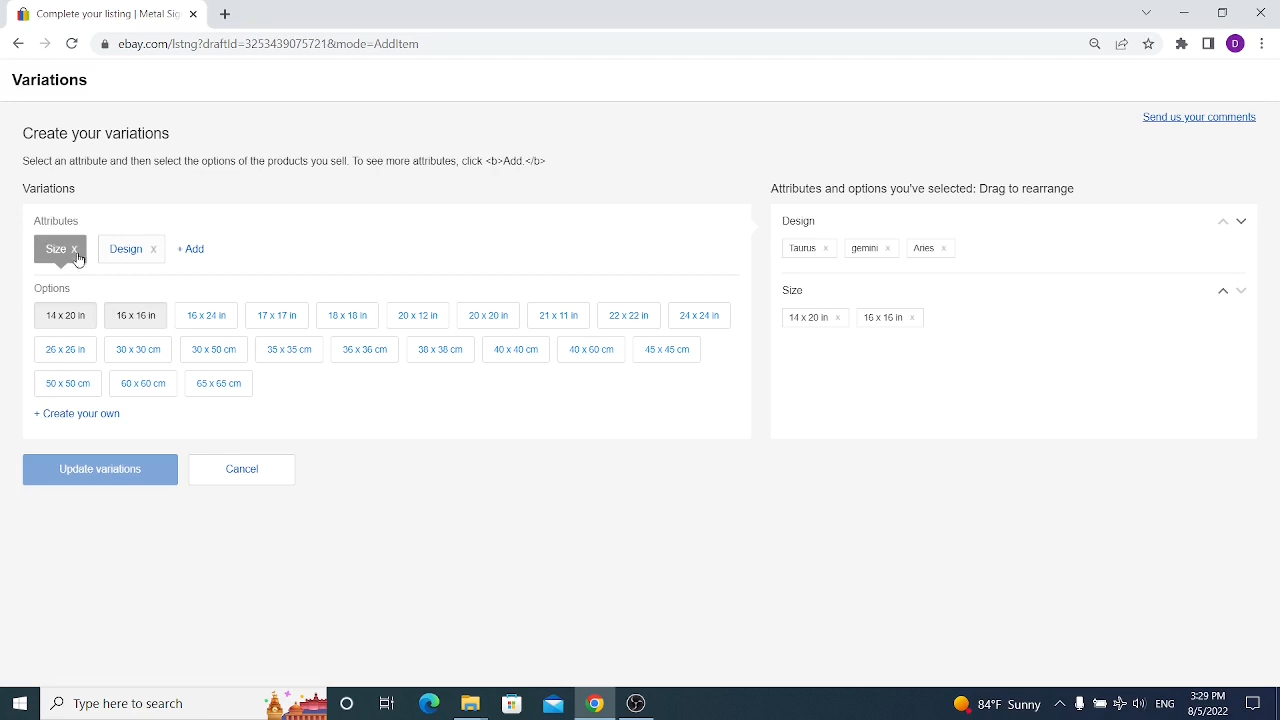 Complete your listing | Metal Sig
ebay.com/lstng?draftId=3253439075721&mode=AddItem
D
Variations
Send us your comments
Create your variations
Select an attribute and then select the options of the products you sell. To see more attributes, click <b>Add.</b>
Variations
Attributes and options you've selected: Drag to rearrange
Attributes
Size x Design x + Add
Options
14 x 20 in 16 x 16 in 16 x 24 in 17 x 17 in 18 x 18 in 20 x 12 in 20 x 20 in 21 x 11 in 22 x 22 in 24 x 24 in
26 x 26 in 30 x 30 cm 30 x 50 cm 35 x 35 cm 36 x 36 cm 38 x 38 cm 40 x 40 cm 40 x 60 cm 45 x 45 cm
50 x 50 cm 60 x 60 cm 65 x 65 cm
+ Create your own
Design
Taurus x gemini x Aries x
Size
14 x 20 in x 16 x 16 in x
Update variations Cancel
Type here to search
84°F Sunny
ENG
3:29 PM
8/5/2022